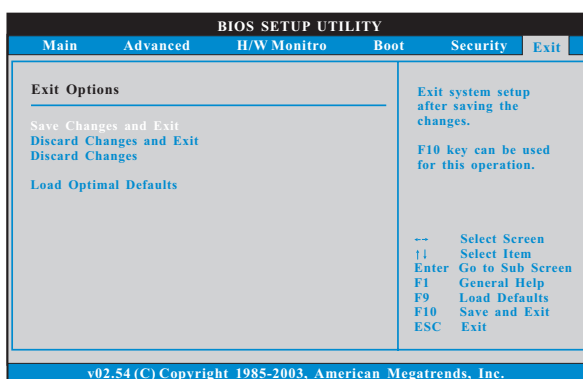 BIOS SETUP UTILITY
Main Advanced H/W Monitro Boot Security Exit
Exit Options
Save Changes and Exit
Discard Changes and Exit
Discard Changes
Load Optimal Defaults
Exit system setup
after saving the
changes.
F10 key can be used
for this operation.
←→ Select Screen
↑↓ Select Item
Enter Go to Sub Screen
F1 General Help
F9 Load Defaults
F10 Save and Exit
ESC Exit
v02.54 (C) Copyright 1985-2003, American Megatrends, Inc.